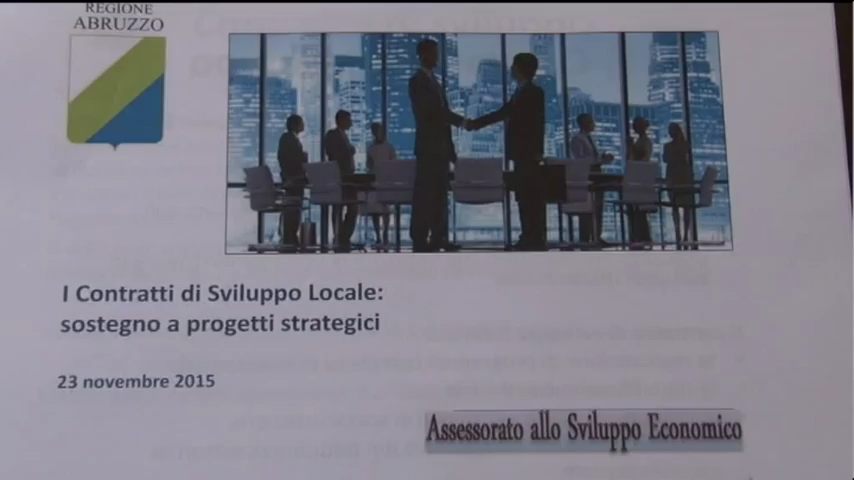 REGIONE
ABRUZZO
I Contratti di Sviluppo Locale:
sostegno a progetti strategici
23 novembre 2015
Assessorato allo Sviluppo Economico